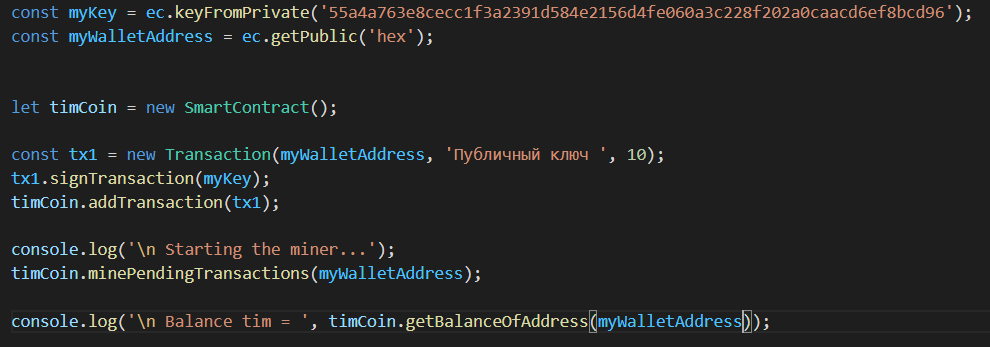 const myKey = ec.keyFromPrivate('55a4a763e8cecc1f3a2391d584e2156d4fe060a3c228f202a0caacd6ef8bcd96');
const myWalletAddress = ec.getPublic('hex');
let timCoin = new SmartContract();
const tx1 = new Transaction(myWalletAddress, 'Публичный ключ ', 10);
tx1.signTransaction(myKey);
timCoin.addTransaction(tx1);
console.log('\n Starting the miner...');
timCoin.minePendingTransactions(myWalletAddress);
console.log('\n Balance tim = ', timCoin.getBalanceOfAddress(myWalletAddress));